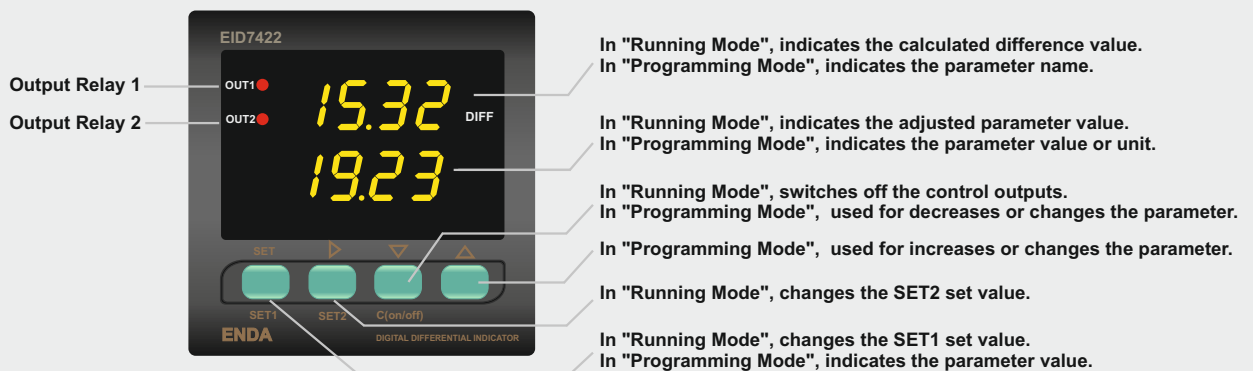 EID7422
In "Running Mode", indicates the calculated difference value.
In "Programming Mode", indicates the parameter name.
Output Relay 1
OUT1
15.32
DIFF
Output Relay 2
OUT2
In "Running Mode", indicates the adjusted parameter value.
In "Programming Mode", indicates the parameter value or unit.
19.23
In "Running Mode", switches off the control outputs.
In "Programming Mode",  used for decreases or changes the parameter.
In "Programming Mode",  used for increases or changes the parameter.
SET
In "Running Mode", changes the SET2 set value.
SET1 SET2 C(on/off)
ENDA DIGITAL DIFFERENTIAL INDICATOR
In "Running Mode", changes the SET1 set value.
In "Programming Mode", indicates the parameter value.